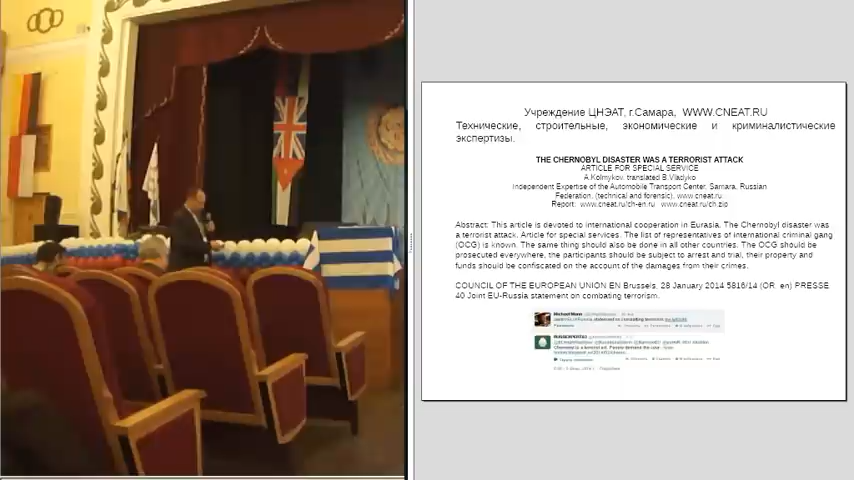 Учреждение ЦНЭАТ, г.Самара, WWW.CNEAT.RU
Технические, строительные, экономические и криминалистические
экспертизы.
THE CHERNOBYL DISASTER WAS A TERRORIST ATTACK
ARTICLE FOR SPECIAL SERVICE
A.Kolmykov. translated B.Vladyko
Independent Expertise of the Automobile Transport Center, Samara, Russian
Federation, (technical and forensic), www.cneat.ru
Report: www.cneat.ru/ch-en.ru www.cneat.ru/ch.zip
Abstract: This article is devoted to international cooperation in Eurasia. The Chernobyl disaster was
a terrorist attack. Article for special services. The list of representatives of international criminal gang
(OCG) is known. The same thing should also be done in all other countries. The OCG should be
prosecuted everywhere, the participants should be subject to arrest and trial, their property and
funds should be confiscated on the account of the damages from their crimes.
COUNCIL OF THE EUROPEAN UNION EN Brussels, 28 January 2014 5816/14 (OR. en) PRESSE
40 Joint EU-Russia statement on combating terrorism.
Michael Mann